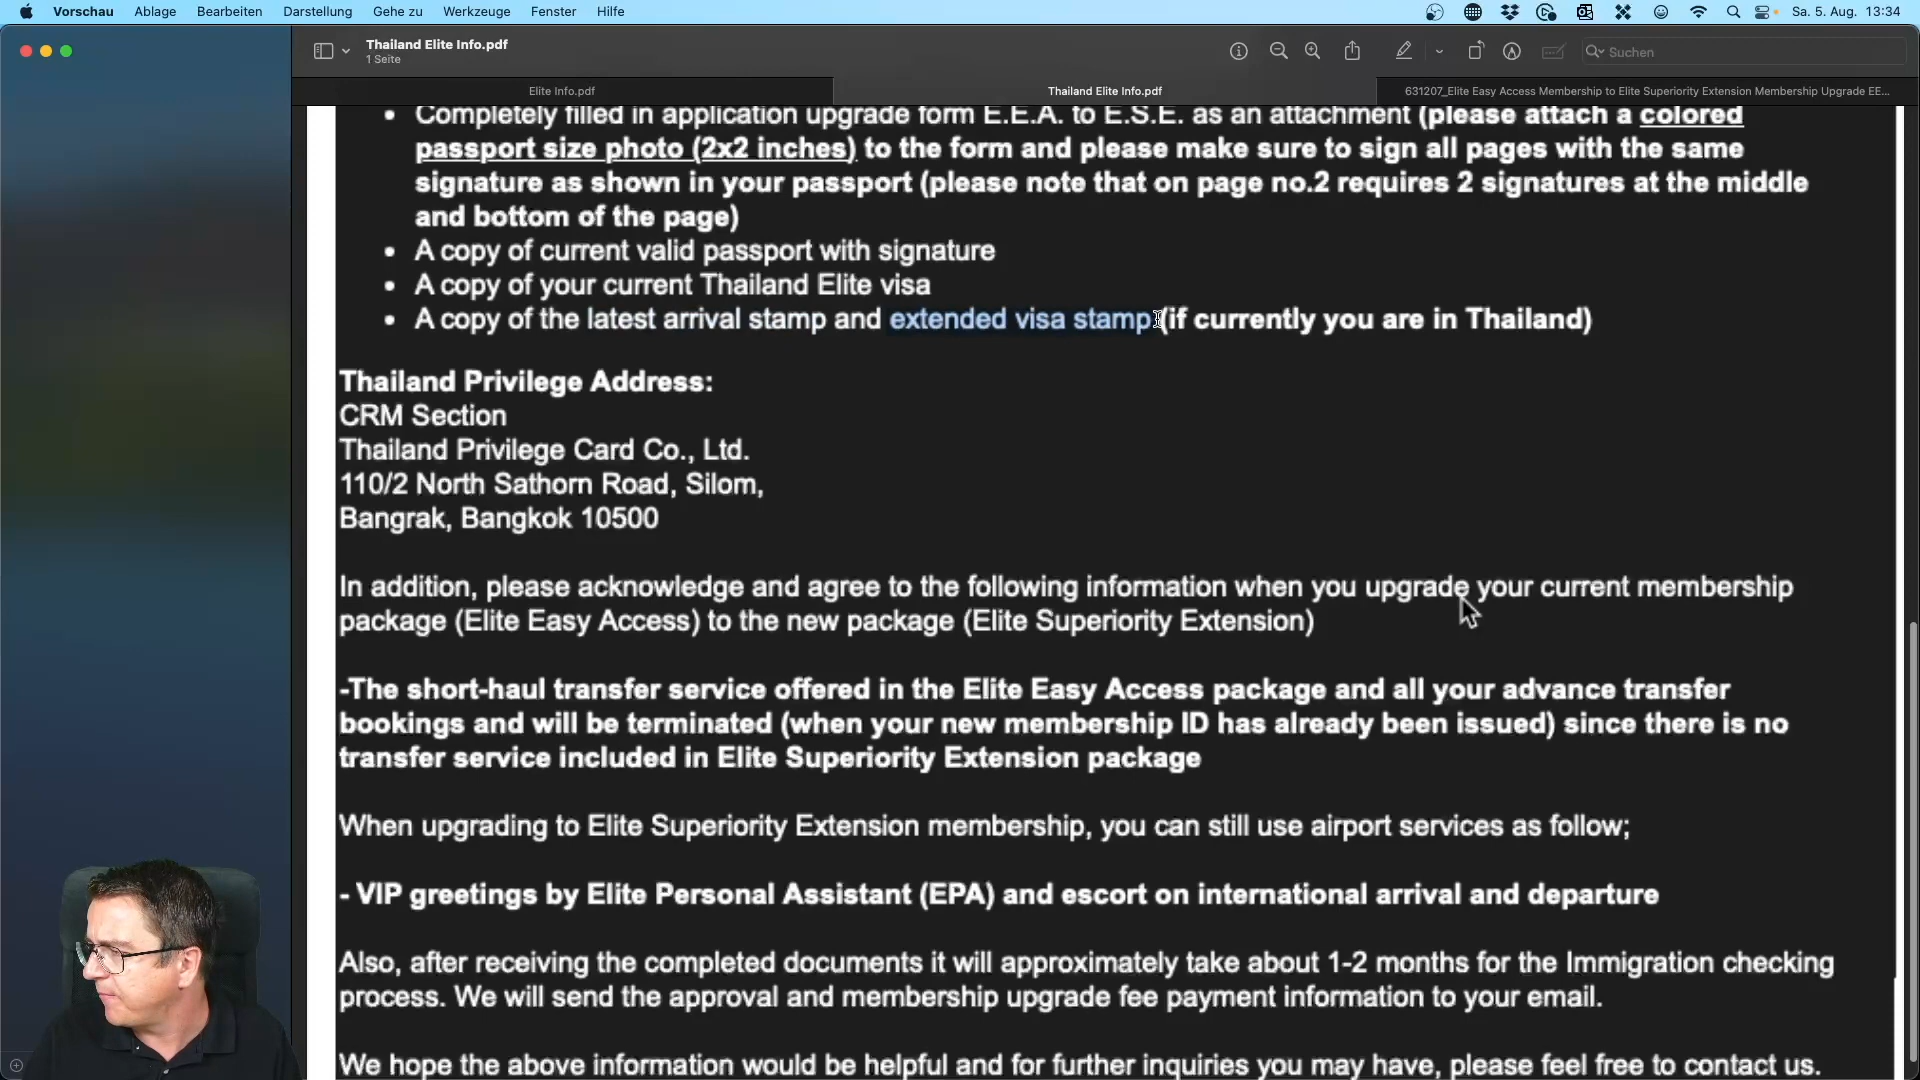 Vorschau Ablage Bearbeiten Darstellung Gehe zu Werkzeuge Fenster Hilfe Sa. 5. Aug. 13:34
Thailand Elite Info.pdf
1 Seite
Suchen
Elite Info.pdf Thailand Elite Info.pdf 631207_Elite Easy Access Membership to Elite Superiority Extension Membership Upgrade EE...
• Completely filled in application upgrade form E.E.A. to E.S.E. as an attachment (please attach a colored
passport size photo (2x2 inches) to the form and please make sure to sign all pages with the same
signature as shown in your passport (please note that on page no.2 requires 2 signatures at the middle
and bottom of the page)
• A copy of current valid passport with signature
• A copy of your current Thailand Elite visa
• A copy of the latest arrival stamp and extended visa stamp (if currently you are in Thailand)
Thailand Privilege Address:
CRM Section
Thailand Privilege Card Co., Ltd.
110/2 North Sathorn Road, Silom,
Bangrak, Bangkok 10500
In addition, please acknowledge and agree to the following information when you upgrade your current membership
package (Elite Easy Access) to the new package (Elite Superiority Extension)
-The short-haul transfer service offered in the Elite Easy Access package and all your advance transfer
bookings and will be terminated (when your new membership ID has already been issued) since there is no
transfer service included in Elite Superiority Extension package
When upgrading to Elite Superiority Extension membership, you can still use airport services as follow;
- VIP greetings by Elite Personal Assistant (EPA) and escort on international arrival and departure
Also, after receiving the completed documents it will approximately take about 1-2 months for the Immigration checking
process. We will send the approval and membership upgrade fee payment information to your email.
We hope the above information would be helpful and for further inquiries you may have, please feel free to contact us.